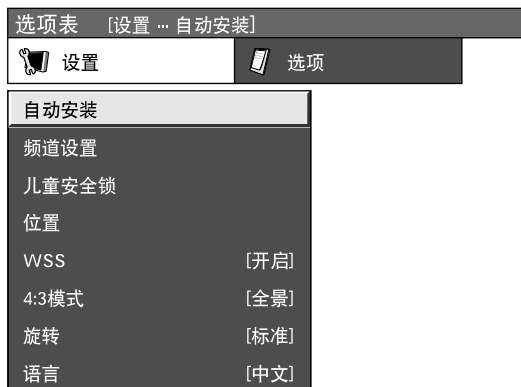 选项表 [设置 ··· 自动安装]
设置 选项
自动安装
频道设置
儿童安全锁
位置
WSS [开启]
4:3模式 [全景]
旋转 [标准]
语言 [中文]